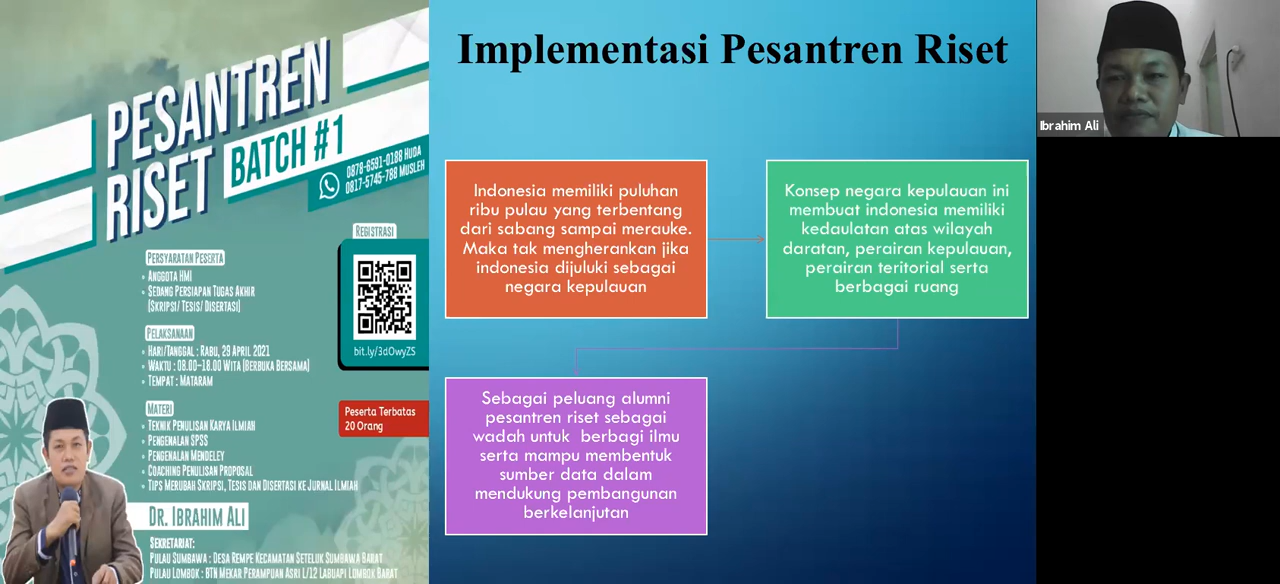 PESANTREN
RISET
BATCH #1
0878-6591-0188 HUDA
0817-5745-788 MUSLEH
REGISTRASI
bit.ly/3dOwyZS
PERSYARATAN PESERTA
• ANGGOTA HMI
• SEDANG PERSIAPAN TUGAS AKHIR
(SKRIPSI/ TESIS/ DISERTASI)
PELAKSANAAN
• HARI/TANGGAL : RABU, 29 APRIL 2021
• WAKTU : 08.00-18.00 WITA (BERBUKA BERSAMA)
• TEMPAT : MATARAM
Peserta Terbatas
20 Orang
MATERI
• TEKNIK PENULISAN KARYA ILMIAH
• PENGENALAN SPSS
• PENGENALAN MENDELEY
• COACHING PENULISAN PROPOSAL
• TIPS MERUBAH SKRIPSI, TESIS DAN DISERTASI KE JURNAL ILMIAH
DR. IBRAHIM ALI
SEKRETARIAT:
PULAU SUMBAWA : DESA REMPE KECAMATAN SETELUK SUMBAWA BARAT
PULAU LOMBOK : BTN MEKAR PERAMPUAN ASRI L/12 LABUAPI LOMBOK BARAT
Implementasi Pesantren Riset
Indonesia memiliki puluhan
ribu pulau yang terbentang
dari sabang sampai merauke.
Maka tak mengherankan jika
indonesia dijuluki sebagai
negara kepulauan
Konsep negara kepulauan ini
membuat indonesia memiliki
kedaulatan atas wilayah
daratan, perairan kepulauan,
perairan teritorial serta
berbagai ruang
Sebagai peluang alumni
pesantren riset sebagai
wadah untuk berbagi ilmu
serta mampu membentuk
sumber data dalam
mendukung pembangunan
berkelanjutan
Ibrahim Ali